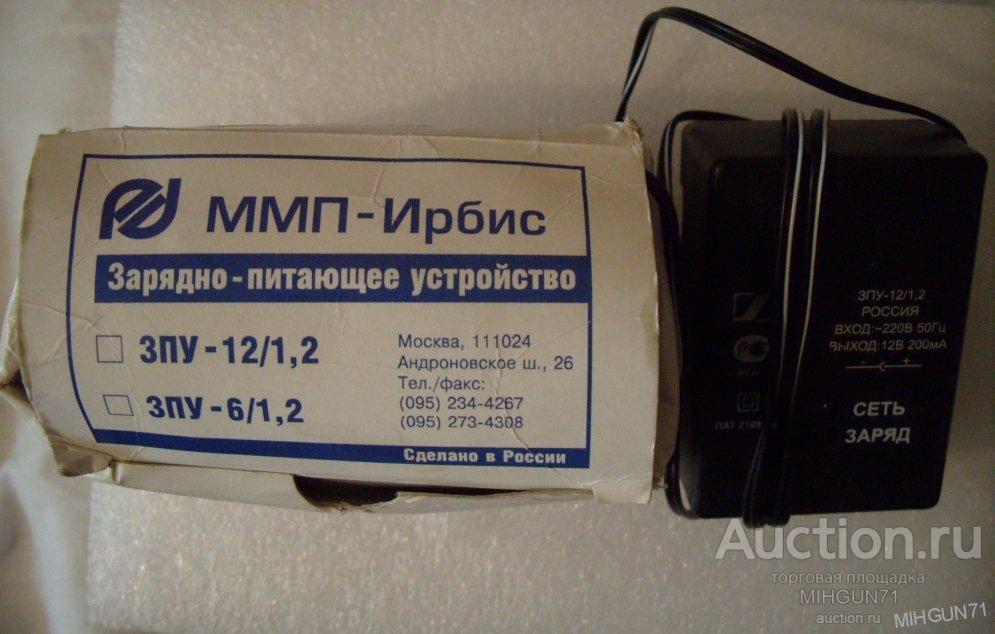 ММП-Ирбис
Зарядно-питающее устройство
ЗПУ-12/1,2
ЗПУ-6/1,2
Москва, 111024
Андроновское ш., 26
Тел./факс:
(095) 234-4267
(095) 273-4308
Сделано в России
ЗПУ-12/1,2
РОССИЯ
ВХОД:~220В 50Гц
ВЫХОД:12В 200мА
- +
СЕТЬ
ЗАРЯД
ПАТ 2109
Auction.ru
торговая площадка
MIHGUN71
auction.ru
MIHGUN71